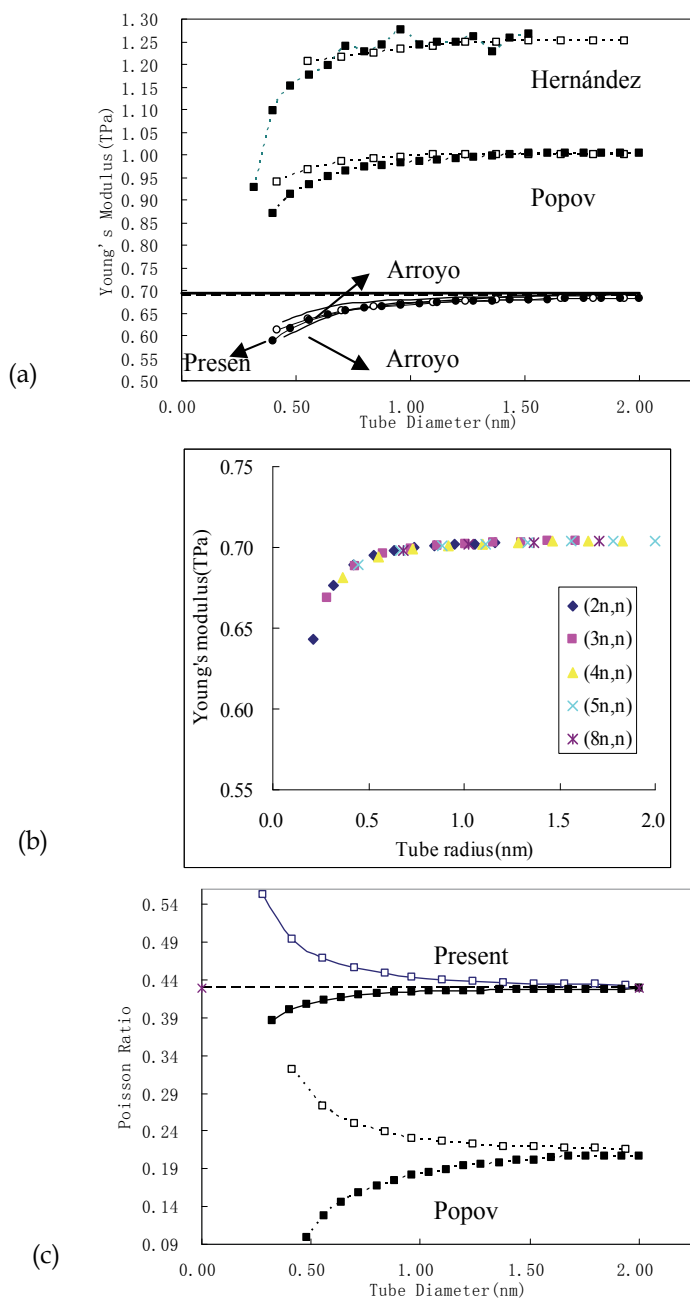 1.30
1.25
1.20
1.15
1.10
1.05
1.00
0.95
0.90
0.85
0.80
0.75
0.70
0.65
0.60
0.55
0.50
Young's Modulus(TPa)
Hernández
Popov
Arroyo
Presen
Arroyo
(a)
0.00 0.50 1.00 1.50 2.00
Tube Diameter(nm)
0.75
0.70
0.65
0.60
0.55
Young's modulus(TPa)
(2n,n)
(3n,n)
(4n,n)
(5n,n)
(8n,n)
0.0 0.5 1.0 1.5 2.0
Tube radius(nm)
(b)
0.54
0.49
0.44
0.39
0.34
0.29
0.24
0.19
0.14
0.09
Poisson Ratio
Present
Popov
(c)
0.00 0.50 1.00 1.50 2.00
Tube Diameter(nm)